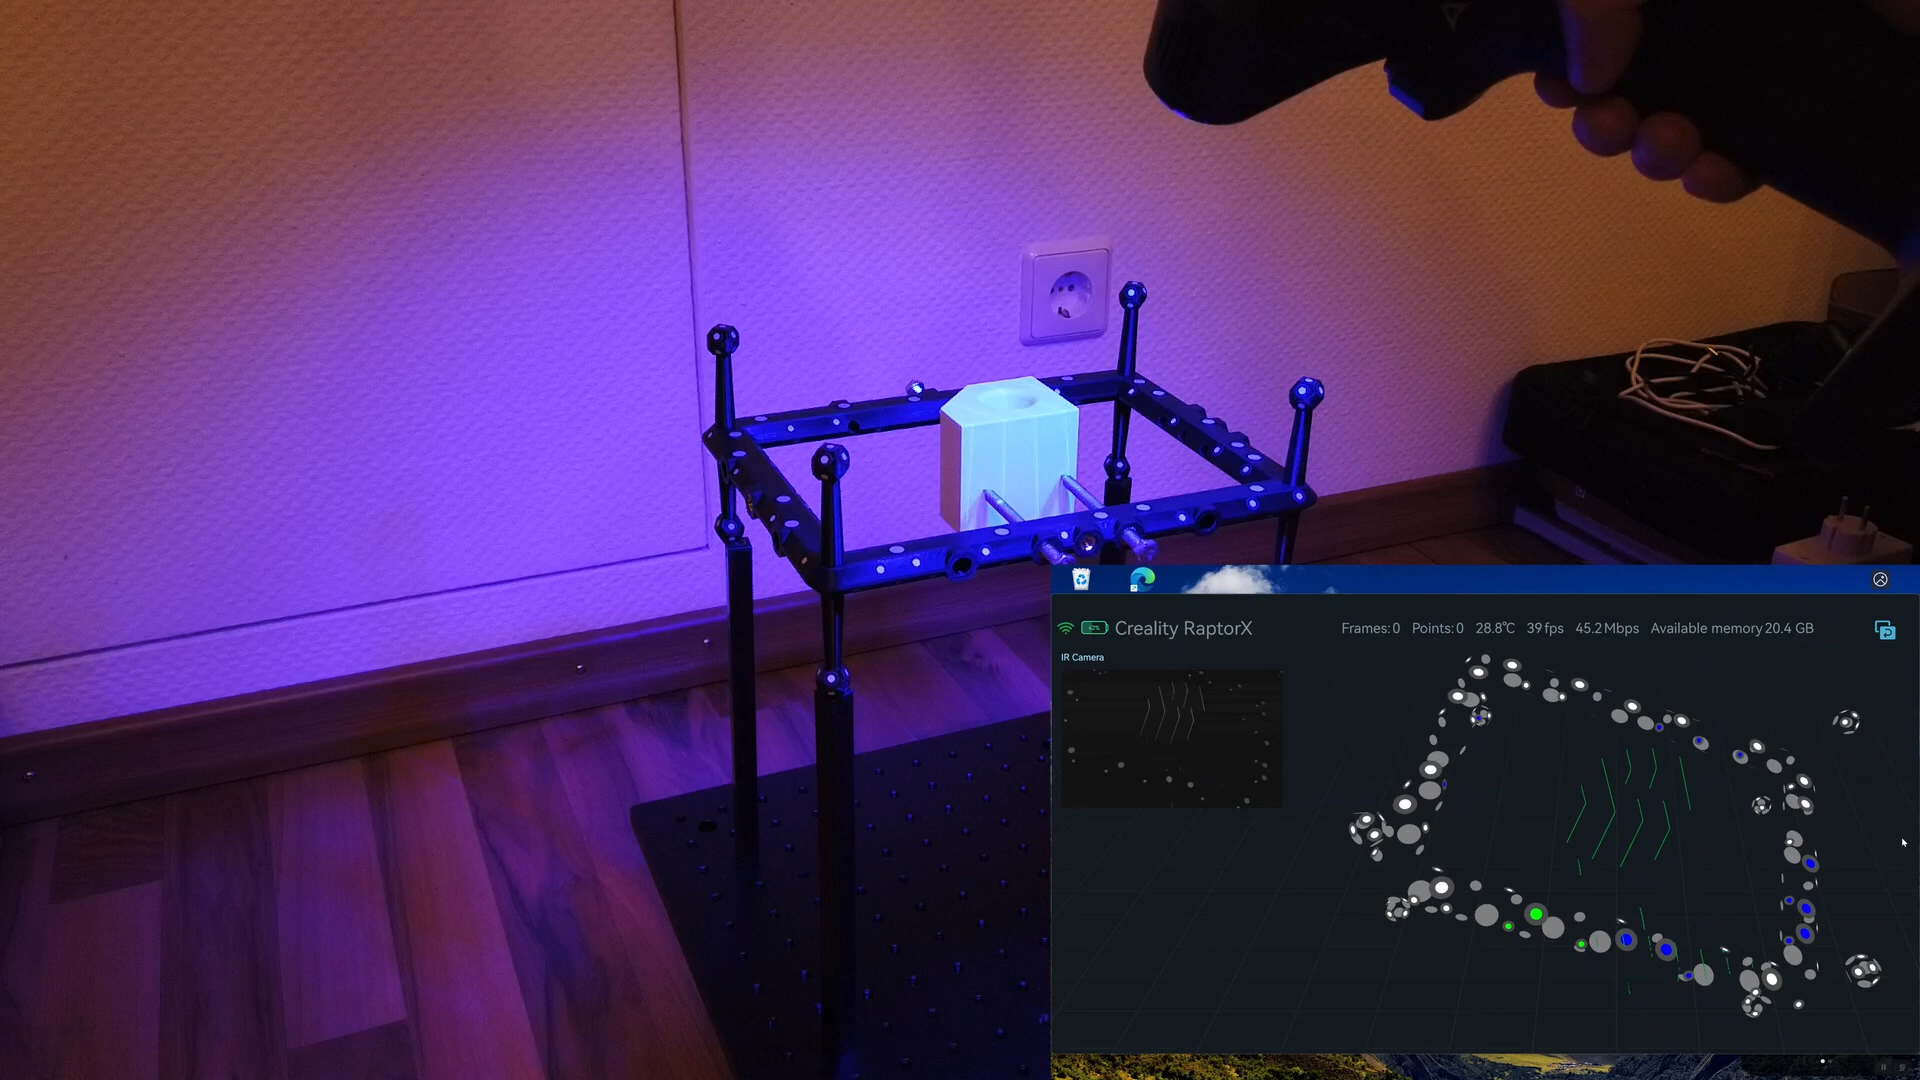 42% Creality RaptorX Frames:0 Points:0 28.8℃ 39 fps 45.2 Mbps Available memory 20.4 GB
IR Camera